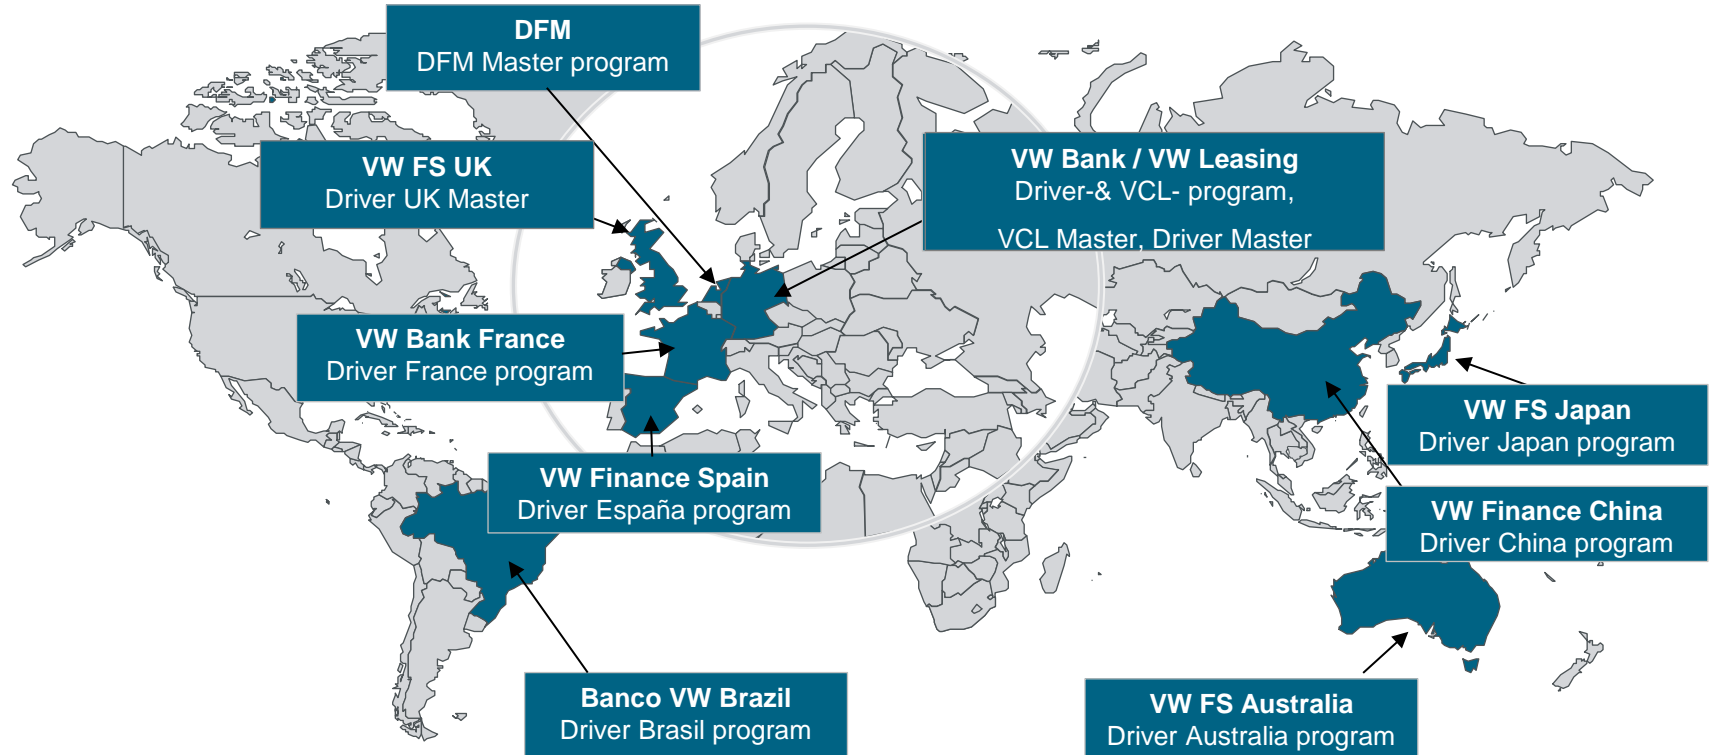 DFM
DFM Master program
VW FS UK
Driver UK Master
VW Bank / VW Leasing
Driver-& VCL- program,
VCL Master, Driver Master
VW Bank France
Driver France program
VW Finance Spain
Driver España program
VW FS Japan
Driver Japan program
VW Finance China
Driver China program
Banco VW Brazil
Driver Brasil program
VW FS Australia
Driver Australia program